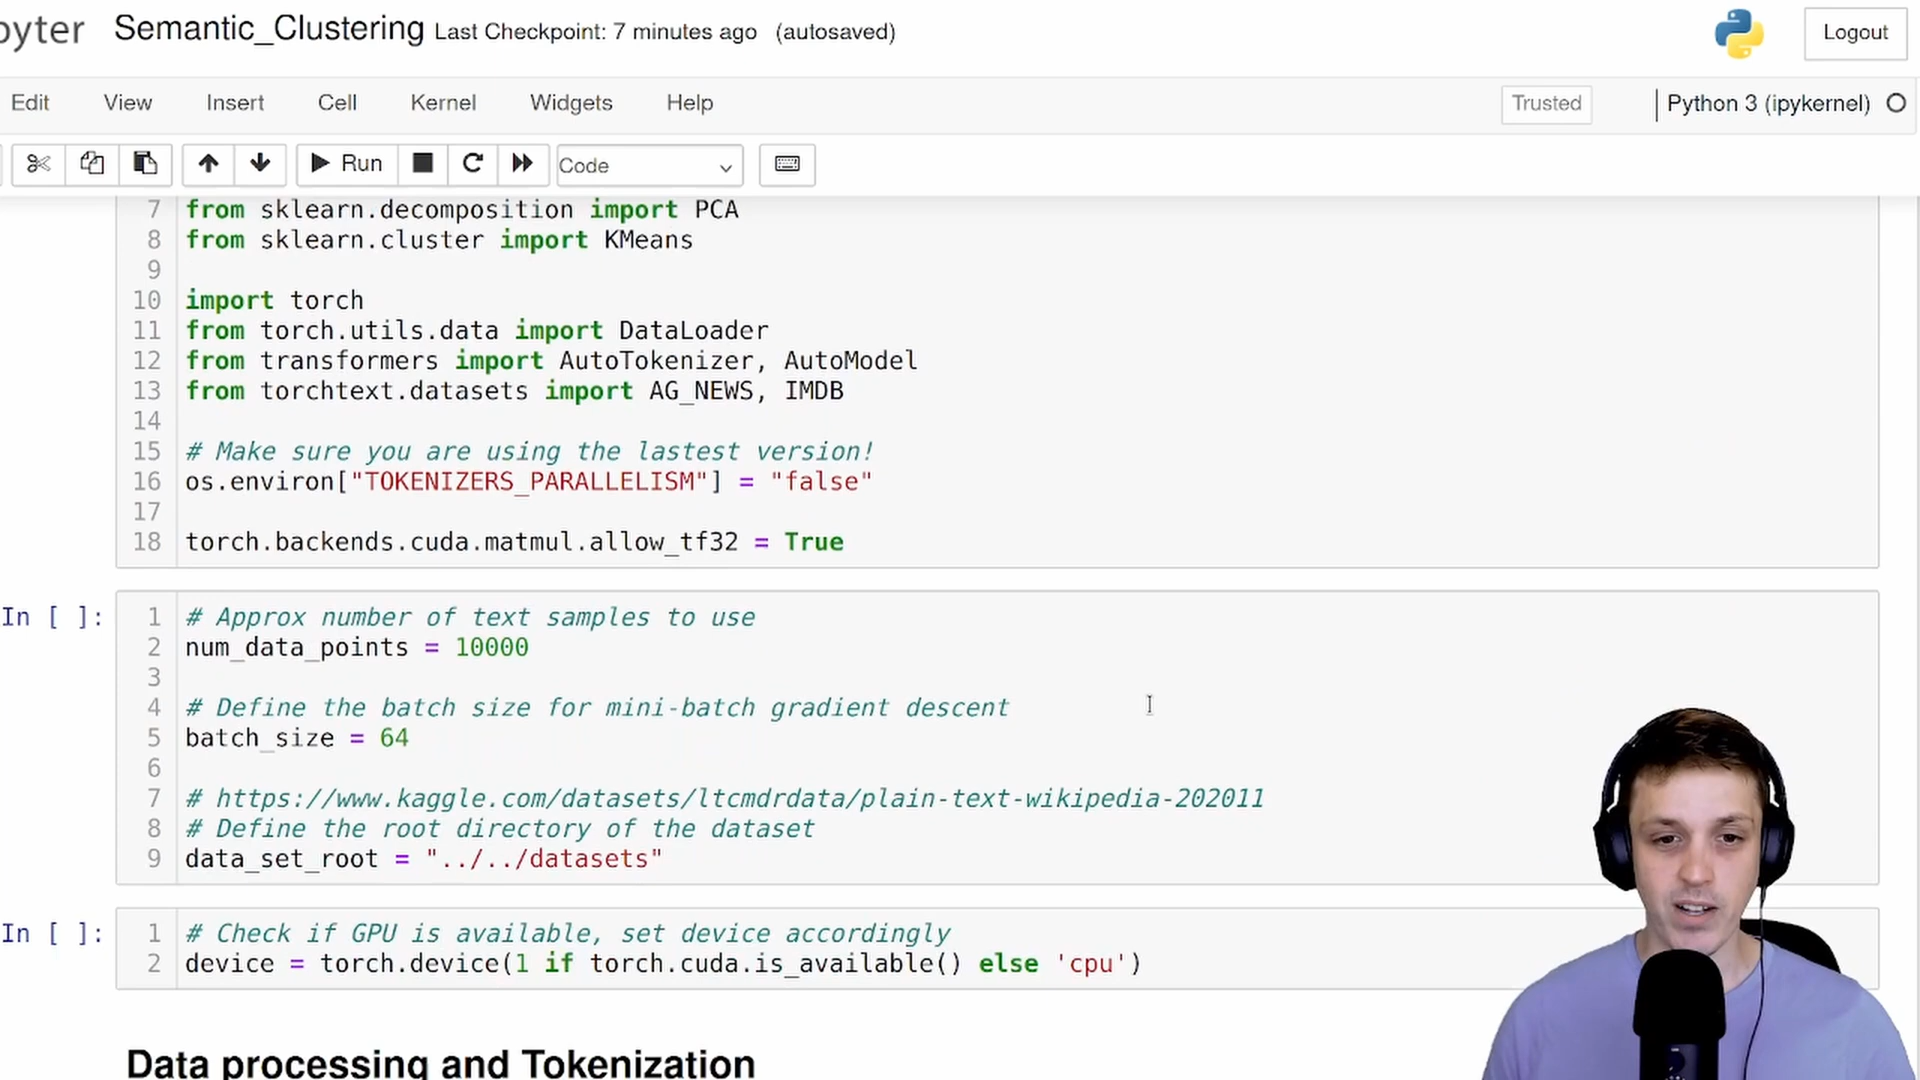 pyter Semantic_Clustering Last Checkpoint: 7 minutes ago (autosaved) Logout
Edit View Insert Cell Kernel Widgets Help Trusted Python 3 (ipykernel)
Run Code
7 from sklearn.decomposition import PCA
8 from sklearn.cluster import KMeans
9
10 import torch
11 from torch.utils.data import DataLoader
12 from transformers import AutoTokenizer, AutoModel
13 from torchtext.datasets import AG_NEWS, IMDB
14
15 # Make sure you are using the lastest version!
16 os.environ["TOKENIZERS_PARALLELISM"] = "false"
17
18 torch.backends.cuda.matmul.allow_tf32 = True
In [ ]: 1 # Approx number of text samples to use
2 num_data_points = 10000
3
4 # Define the batch size for mini-batch gradient descent
5 batch_size = 64
6
7 # https://www.kaggle.com/datasets/ltcmdrdata/plain-text-wikipedia-202011
8 # Define the root directory of the dataset
9 data_set_root = "../../datasets"
In [ ]: 1 # Check if GPU is available, set device accordingly
2 device = torch.device(1 if torch.cuda.is_available() else 'cpu')
Data processing and Tokenization